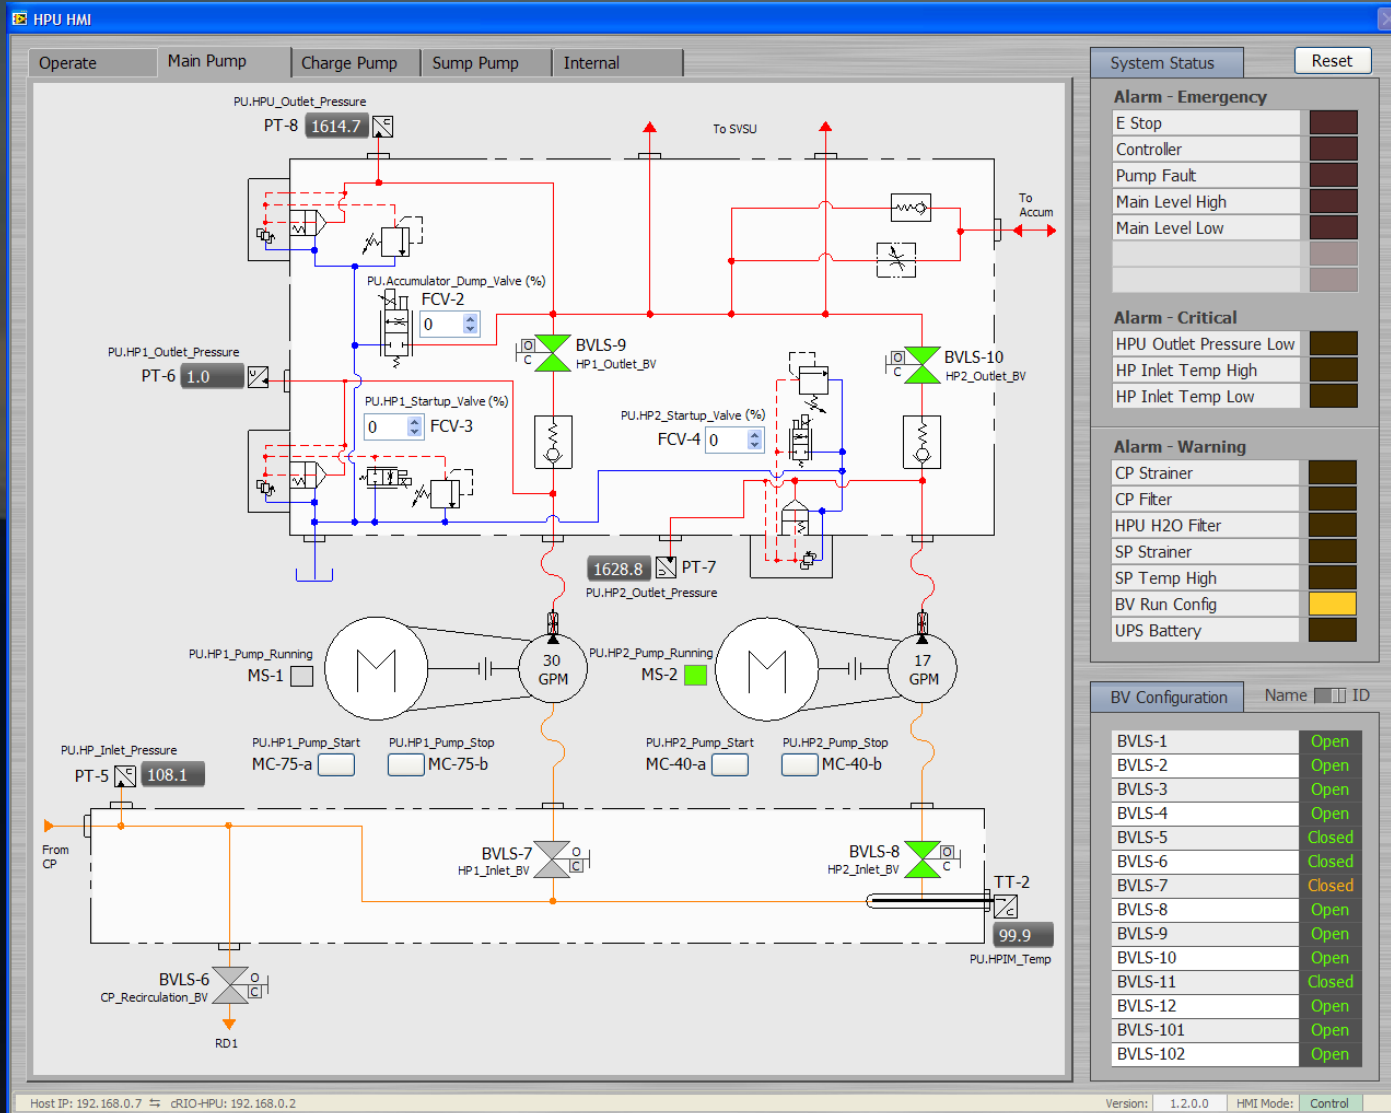 HPU HMI
Operate
Main Pump
Charge Pump
Sump Pump
Internal
PU.HPU_Outlet_Pressure
PT-8 1614.7
To SVSU
To
Accum
PU.Accumulator_Dump_Valve (%)
FCV-2
0
BVLS-9
HP1_Outlet_BV
O
C
BVLS-10
HP2_Outlet_BV
O
C
PU.HP1_Outlet_Pressure
PT-6 1.0
PU.HP1_Startup_Valve (%)
0 FCV-3
PU.HP2_Startup_Valve (%)
FCV-4 0
1628.8 PT-7
PU.HP2_Outlet_Pressure
PU.HP1_Pump_Running
MS-1
M
30
GPM
PU.HP2_Pump_Running
MS-2
M
17
GPM
PU.HP1_Pump_Start
MC-75-a
PU.HP1_Pump_Stop
MC-75-b
PU.HP2_Pump_Start
MC-40-a
PU.HP2_Pump_Stop
MC-40-b
PU.HP_Inlet_Pressure
PT-5 108.1
From
CP
BVLS-7
HP1_Inlet_BV
O
C
BVLS-8
HP2_Inlet_BV
O
C
TT-2
99.9
PU.HPIM_Temp
BVLS-6
CP_Recirculation_BV
O
C
RD1
System Status
Reset
Alarm - Emergency
E Stop
Controller
Pump Fault
Main Level High
Main Level Low
Alarm - Critical
HPU Outlet Pressure Low
HP Inlet Temp High
HP Inlet Temp Low
Alarm - Warning
CP Strainer
CP Filter
HPU H2O Filter
SP Strainer
SP Temp High
BV Run Config
UPS Battery
BV Configuration
Name ID
BVLS-1 Open
BVLS-2 Open
BVLS-3 Open
BVLS-4 Open
BVLS-5 Closed
BVLS-6 Closed
BVLS-7 Closed
BVLS-8 Open
BVLS-9 Open
BVLS-10 Open
BVLS-11 Closed
BVLS-12 Open
BVLS-101 Open
BVLS-102 Open
Host IP: 192.168.0.7 ⇆ cRIO-HPU: 192.168.0.2
Version: 1.2.0.0 HMI Mode: Control